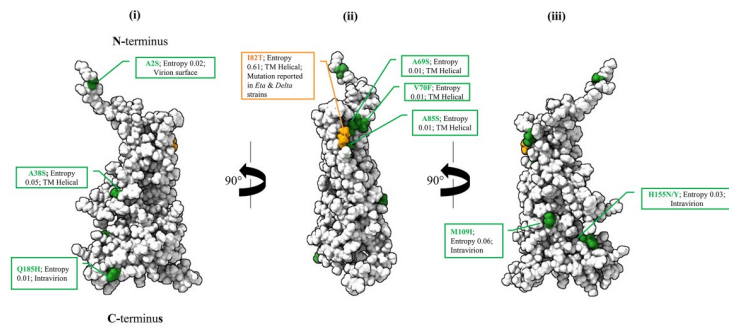 (i)
(ii)
(iii)
N-terminus
A2S; Entropy 0.02;
Virion surface
A38S; Entropy
0.05; TM Helical
Q185H; Entropy
0.01; Intravirion
C-terminus
90°
I82T; Entropy
0.61; TM Helical;
Mutation reported
in Eta & Delta
strains
A69S; Entropy
0.01; TM Helical
V70F; Entropy
0.01; TM Helical
A85S; Entropy
0.01; TM Helical
90°
M109I;
Entropy 0.06;
Intravirion
H155N/Y; Entropy 0.03;
Intravirion